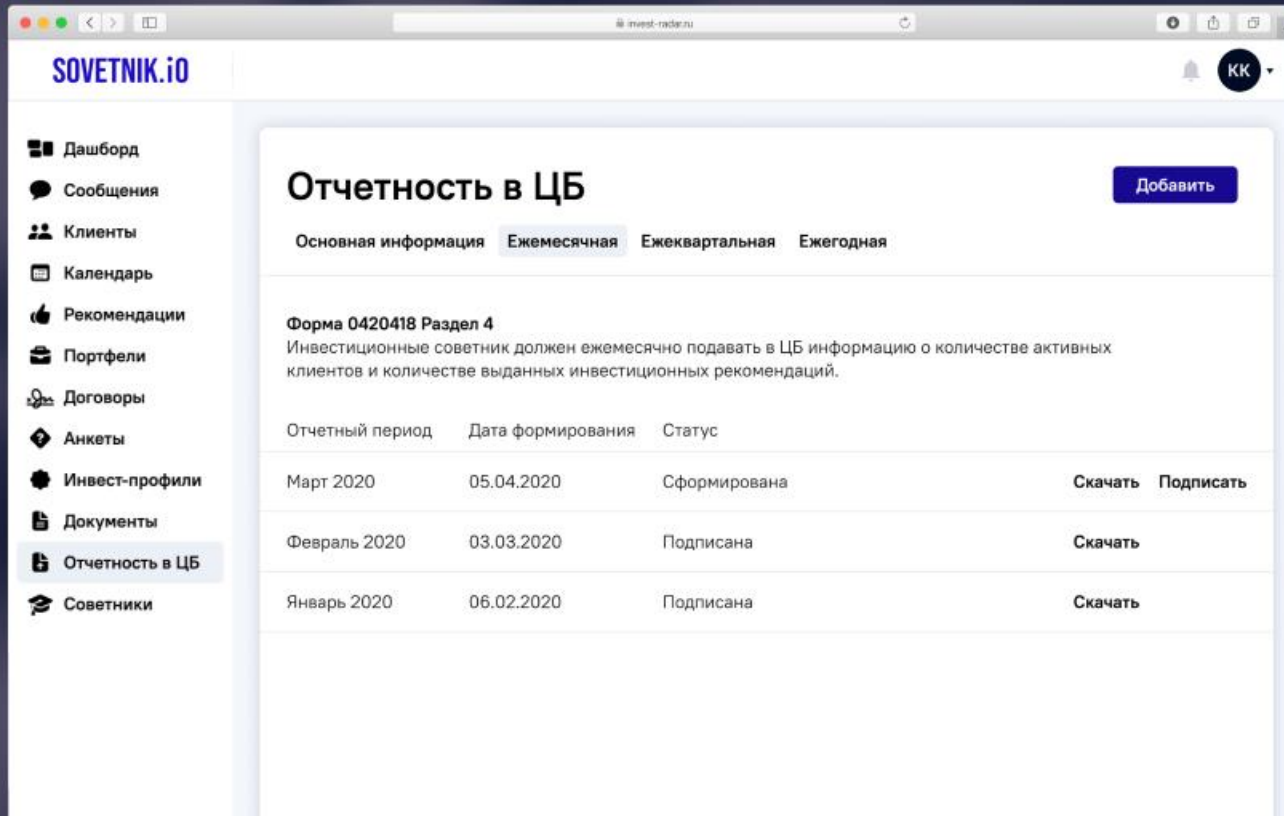 invest-radar.ru
SOVETNIK.iO
КК
Дашборд
Сообщения
Клиенты
Календарь
Рекомендации
Портфели
Договоры
Анкеты
Инвест-профили
Документы
Отчетность в ЦБ
Советники
Отчетность в ЦБ
Добавить
Основная информация Ежемесячная Ежеквартальная Ежегодная
Форма 0420418 Раздел 4
Инвестиционные советник должен ежемесячно подавать в ЦБ информацию о количестве активных
клиентов и количестве выданных инвестиционных рекомендаций.
Отчетный период Дата формирования Статус
Март 2020 05.04.2020 Сформирована Скачать Подписать
Февраль 2020 03.03.2020 Подписана Скачать
Январь 2020 06.02.2020 Подписана Скачать